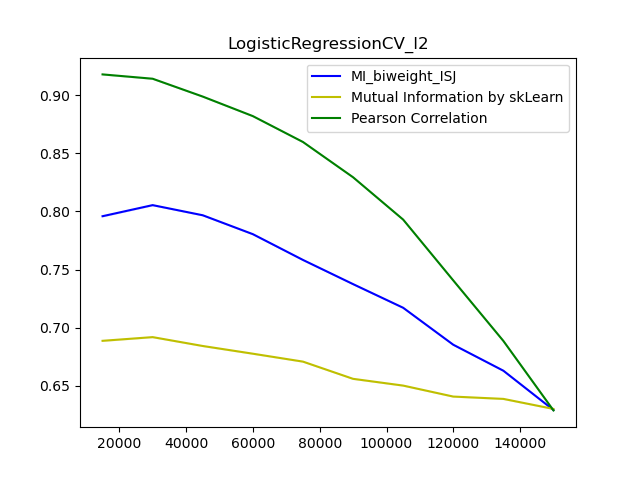 LogisticRegressionCV_l2
MI_biweight_ISJ
Mutual Information by skLearn
Pearson Correlation
0.90
0.85
0.80
0.75
0.70
0.65
20000 40000 60000 80000 100000 120000 140000